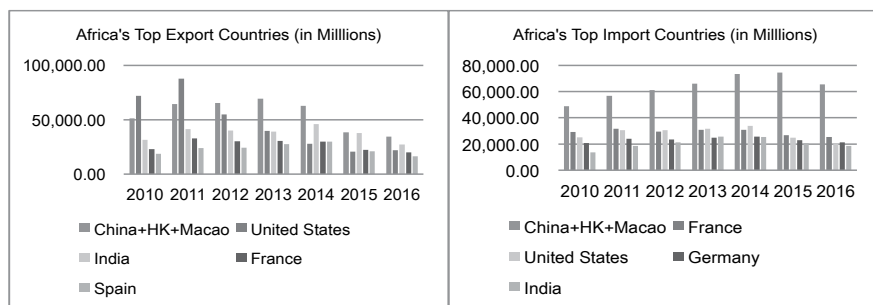 Africa's Top Export Countries (in Milllions)
100,000.00
50,000.00
0.00
2010 2011 2012 2013 2014 2015 2016
China+HK+Macao United States
India France
Spain
Africa's Top Import Countries (in Milllions)
80,000.00
60,000.00
40,000.00
20,000.00
0.00
2010 2011 2012 2013 2014 2015 2016
China+HK+Macao France
United States Germany
India